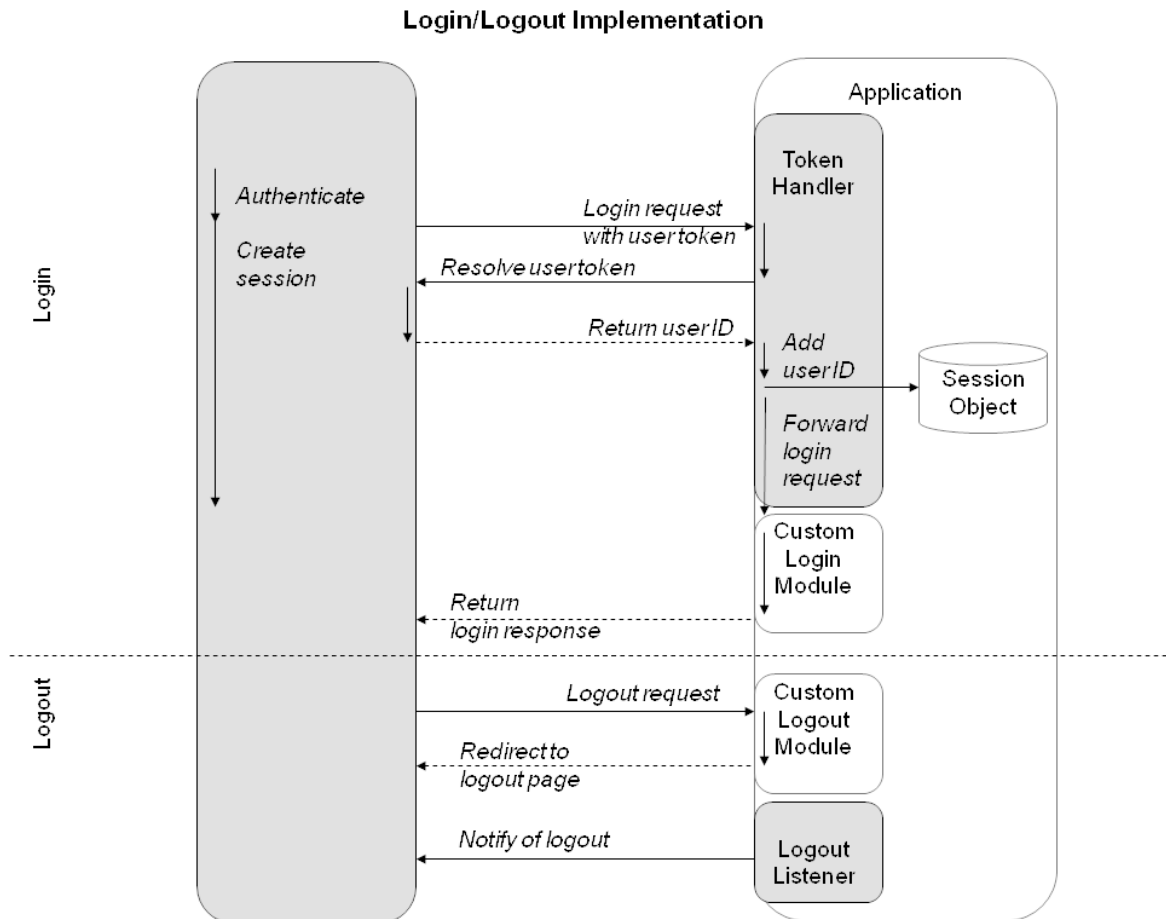 Login/Logout Implementation
Application
Token
Handler
Authenticate
Login request
with user token
Create
session
Resolve usertoken
Login
Return user ID
Add
user ID
Session
Object
Forward
login
request
Custom
Login
Module
Return
login response
Logout
Logout request
Custom
Logout
Module
Redirect to
logout page
Notify of logout
Logout
Listener